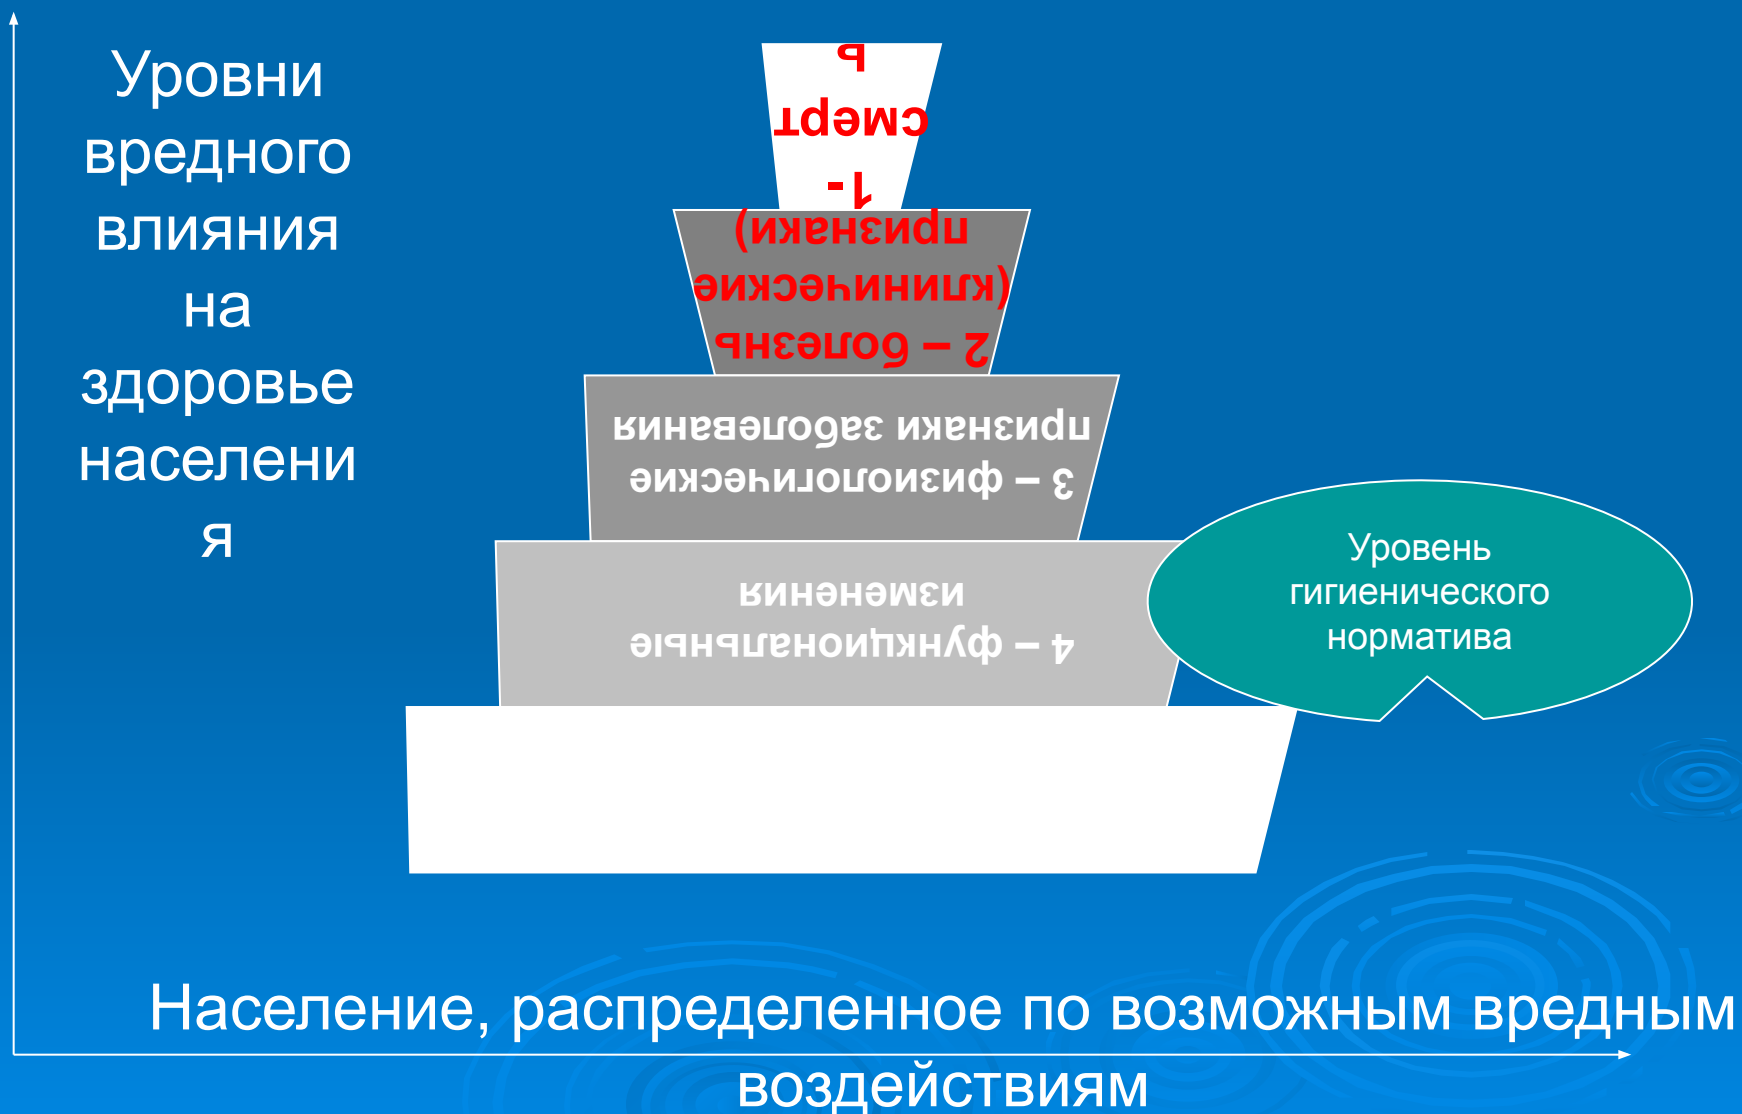 Уровни
вредного
влияния
на
здоровье
населени
я
1-
смерт
ь
2 – болезнь
(клинические
признаки)
3 – физиологические
признаки заболевания
4 – функциональные
изменения
Уровень
гигиенического
норматива
Население, распределенное по возможным вредным
воздействиям